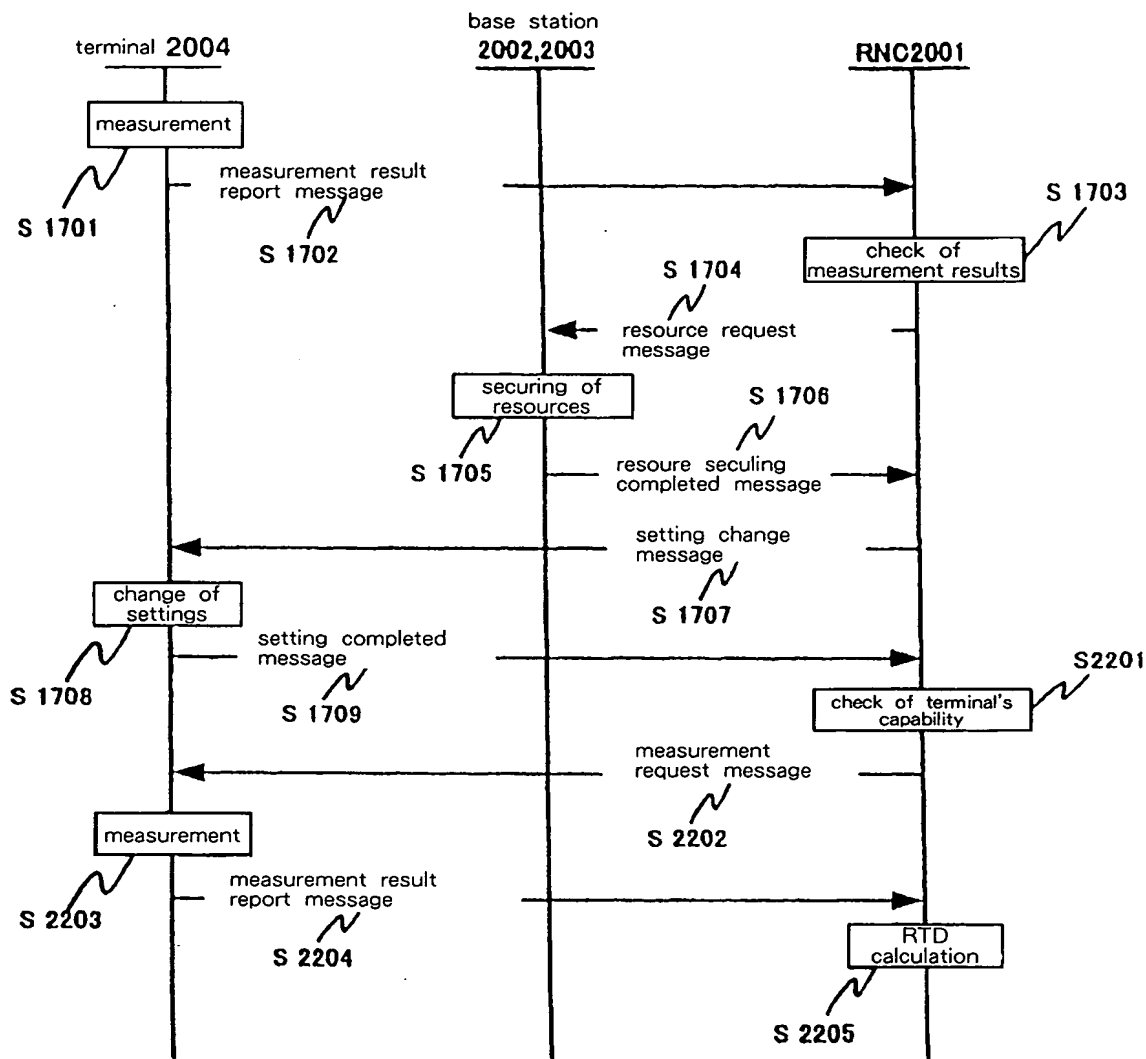 terminal 2004
base station
2002,2003
RNC2001
measurement
S 1701
measurement result
report message
S 1702
S 1703
check of
measurement results
S 1704
resource request
message
securing of
resources
S 1705
S 1706
resoure seculing
completed message
setting change
message
S 1707
change of
settings
S 1708
setting completed
message
S 1709
S2201
check of terminal's
capability
measurement
request message
S 2202
measurement
S 2203
measurement result
report message
S 2204
RTD
calculation
S 2205